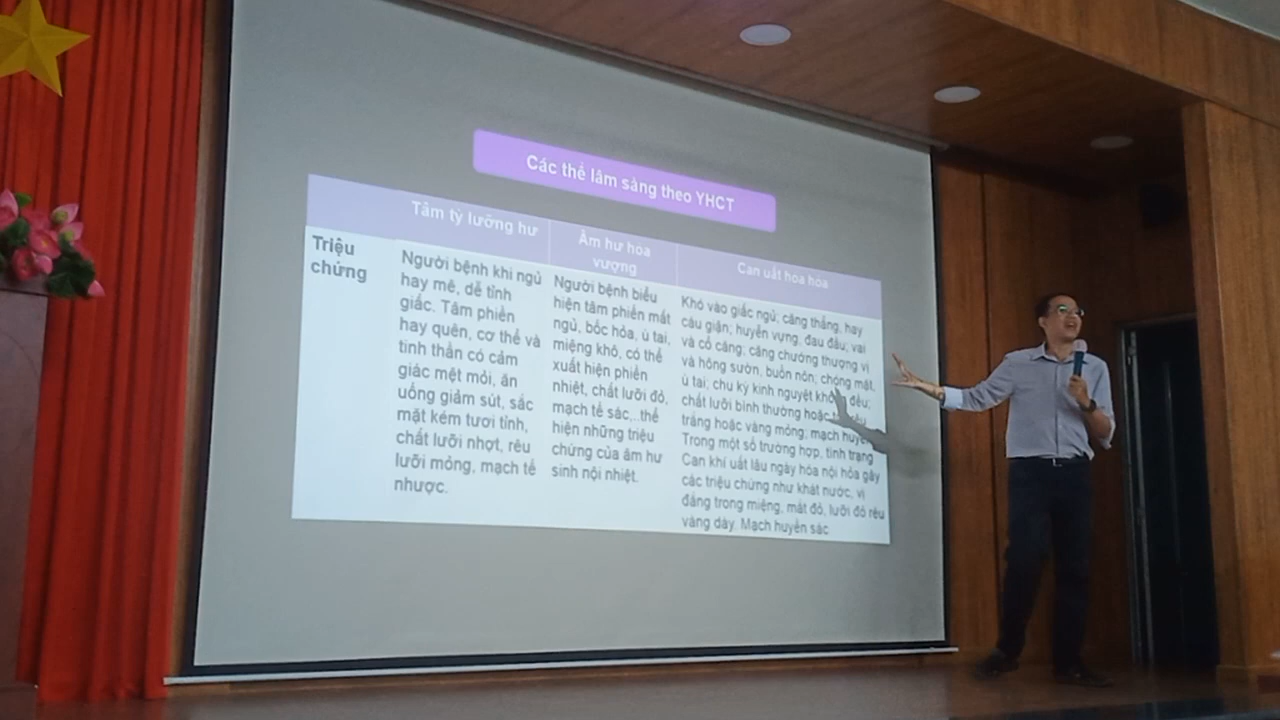 Các thể lâm sàng theo YHCT
Tâm tỳ lưỡng hư
Âm hư hỏa
vượng
Can uất hóa hỏa
Triệu
chứng
Người bệnh khi ngủ
hay mê, dễ tỉnh
giấc. Tâm phiền
hay quên, cơ thể và
tinh thần có cảm
giác mệt mỏi, ăn
uống giảm sút, sắc
mặt kém tươi tỉnh,
chất lưỡi nhợt, rêu
lưỡi mỏng, mạch tế
nhược.
Người bệnh biểu
hiện tâm phiền mất
ngủ, bốc hỏa, ù tai,
miệng khô, có thể
xuất hiện phiền
nhiệt, chất lưỡi đỏ,
mạch tế sác,..thể
hiện những triệu
chứng của âm hư
sinh nội nhiệt.
Khó vào giấc ngủ; căng thẳng, hay
cáu giận; huyễn vựng, đau đầu; vai
và cổ căng; căng chướng thượng vị
và hông sườn, buồn nôn; chóng mặt,
ù tai; chu kỳ kinh nguyệt đều;
chất lưỡi bình thường hoặc
trắng hoặc vàng mỏng; mạch
Trong một số trường hợp, tình trạng
Can khí uất lâu ngày hóa nội hỏa gây
các triệu chứng như khát nước, vị
đắng trong miệng, mắt đỏ, lưỡi đỏ rêu
vàng dày. Mạch huyền sác